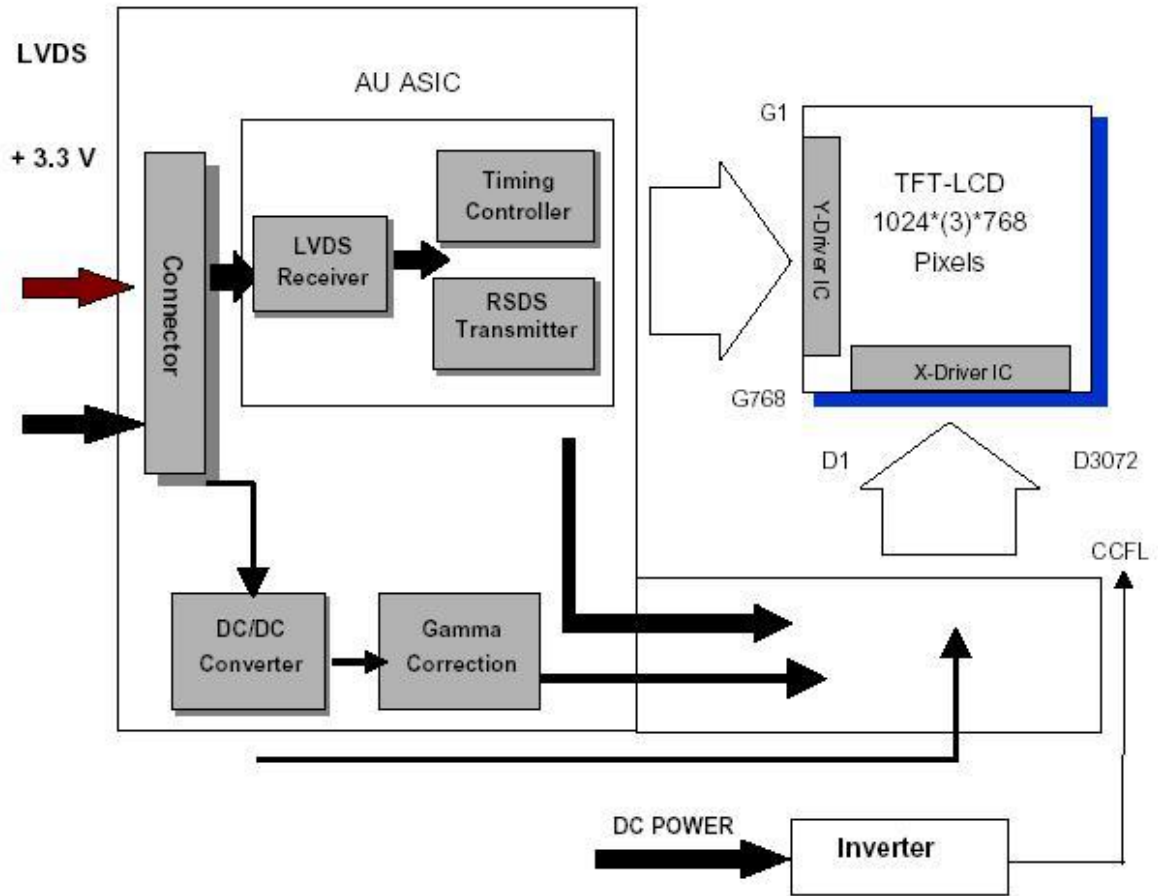 LVDS
+ 3.3 V
AU ASIC
Connector
LVDS
Receiver
Timing
Controller
RSDS
Transmitter
DC/DC
Converter
Gamma
Correction
G1
Y-Driver IC
TFT-LCD
1024*(3)*768
Pixels
X-Driver IC
G768
D1
D3072
CCFL
DC POWER
Inverter